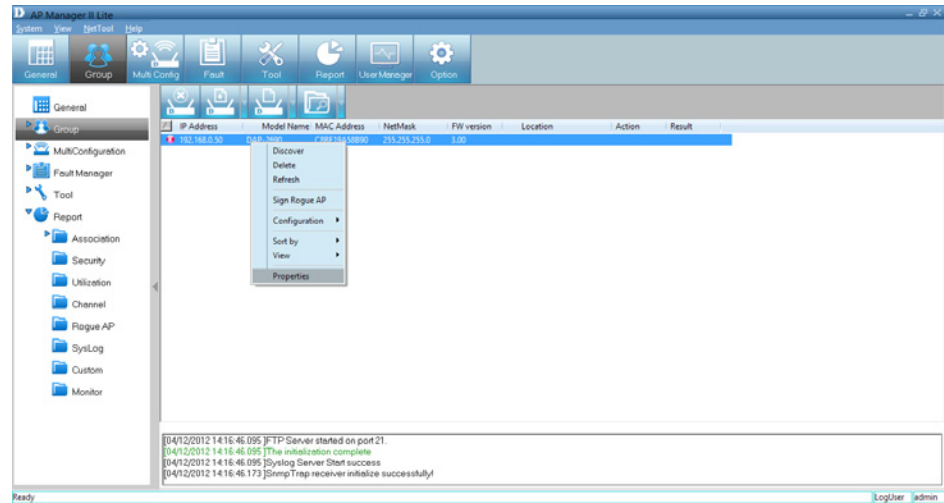 D AP Manager II Lite
System View NetTool Help
General Group Multi Config Fault Tool Report User Manager Option
General
Group
MultiConfiguration
Fault Manager
Tool
Report
Association
Security
Utilization
Channel
Rogue AP
SysLog
Custom
Monitor
IP Address Model Name MAC Address NetMask FW version Location Action Result
192.168.0.50 DAP-2690 255.255.255.0 3.00
Discover
Delete
Refresh
Sign Rogue AP
Configuration
Sort by
View
Properties
[04/12/2012 14:16:46.095 ]FTP Server started on port 21.
[04/12/2012 14:16:46.095 ]The initialization complete
[04/12/2012 14:16:46.095 ]Syslog Server Start success
[04/12/2012 14:16:46.173 ]SnmpTrap receiver initialize successfully!
Ready LogUser admin